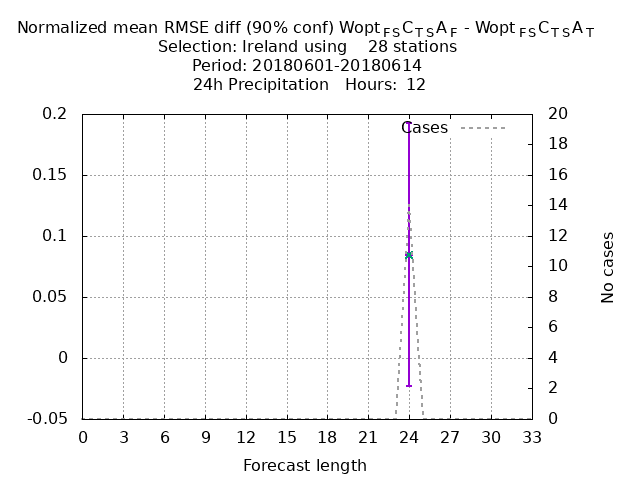 Normalized mean RMSE diff (90% conf) Wopt FS C TS A F - Wopt FS C TS A T
Selection: Ireland using 28 stations
Period: 20180601-20180614
24h Precipitation Hours: 12
0.2
0.15
0.1
0.05
0
-0.05
Cases
20
18
16
14
12
10
8
6
4
2
0
No cases
0 3 6 9 12 15 18 21 24 27 30 33
Forecast length